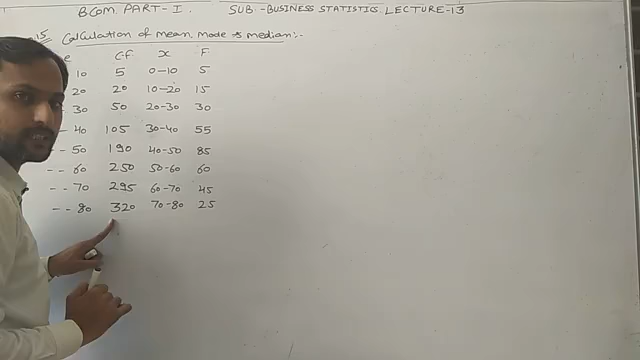 BCOM. PART-I. SUB:-BUSINESS STATISTICS LECTURE-13
15 Calculation of mean mode & median:-
e C.F x F
10 5 0-10 5
20 20 10-20 15
30 50 20-30 30
-- 40 105 30-40 55
-- 50 190 40-50 85
-- 60 250 50-60 60
-- 70 295 60-70 45
-- 80 320 70-80 25